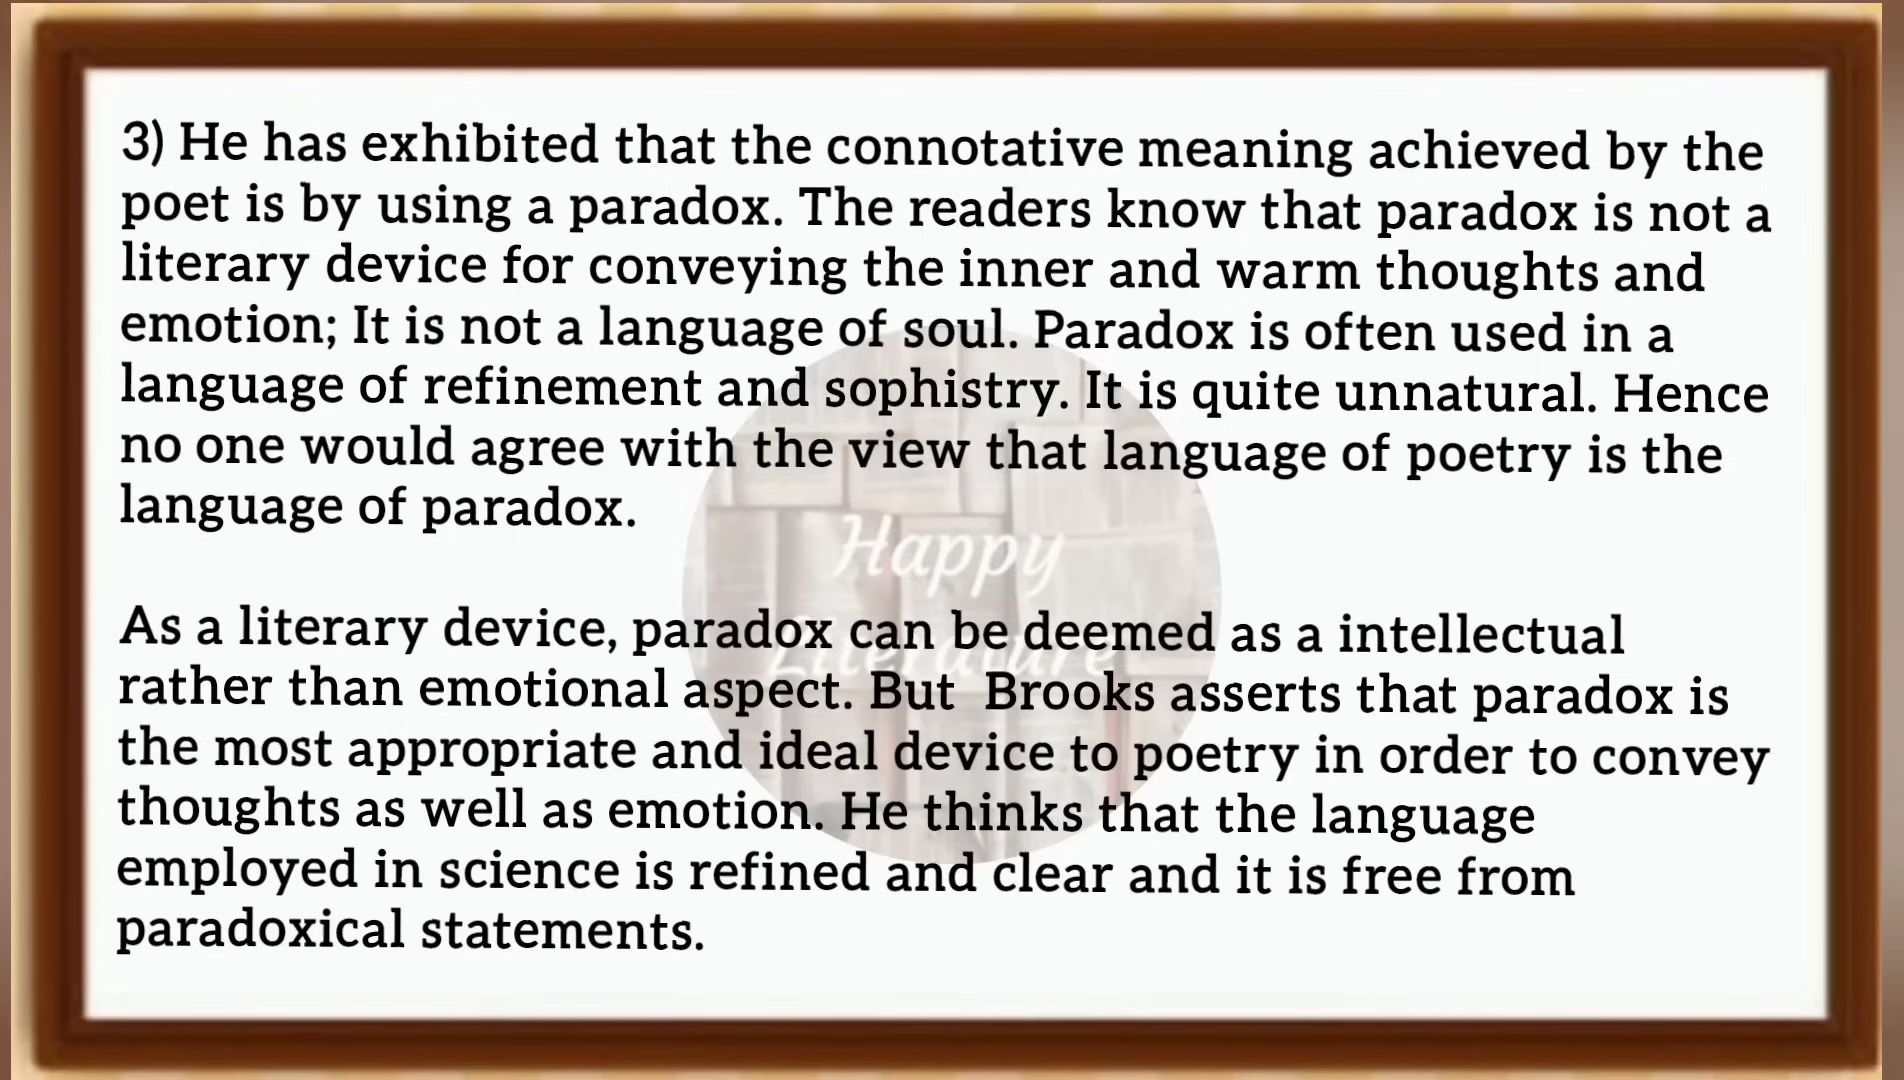 3) He has exhibited that the connotative meaning achieved by the
poet is by using a paradox. The readers know that paradox is not a
literary device for conveying the inner and warm thoughts and
emotion; It is not a language of soul. Paradox is often used in a
language of refinement and sophistry. It is quite unnatural. Hence
no one would agree with the view that language of poetry is the
language of paradox.
Happy
Literature
As a literary device, paradox can be deemed as a intellectual
rather than emotional aspect. But  Brooks asserts that paradox is
the most appropriate and ideal device to poetry in order to convey
thoughts as well as emotion. He thinks that the language
employed in science is refined and clear and it is free from
paradoxical statements.